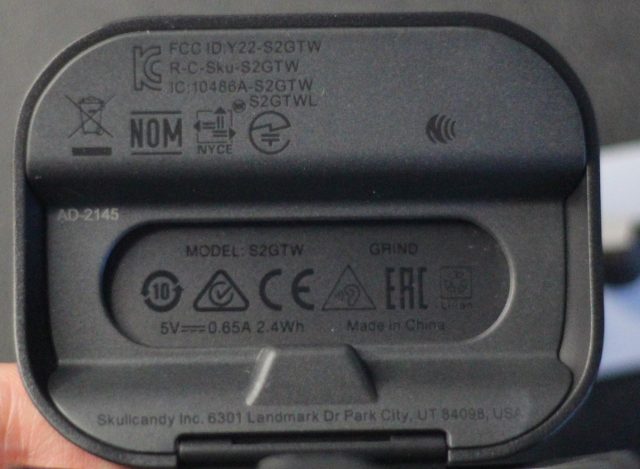 FCC ID:Y22-S2GTW
R-C-Sku-S2GTW
IC:10486A-S2GTW
S2GTWL
NOM
NYCE
AD-2145
MODEL: S2GTW GRIND
10 CE EAC
5V⎓0.65A 2.4Wh Made in China
Skullcandy Inc. 6301 Landmark Dr Park City, UT 84098, USA